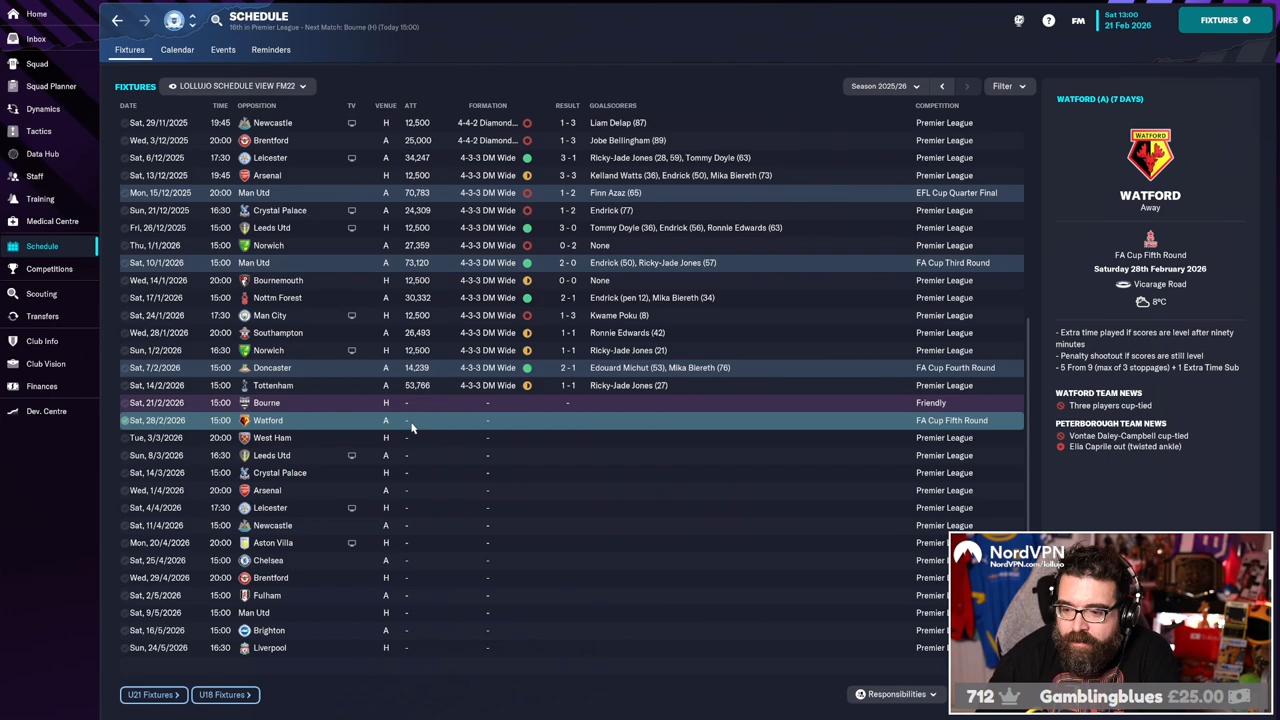 SCHEDULE
16th in Premier League - Next Match: Bourne (H) (Today 15:00)
FM
Sat 13:00
21 Feb 2026
FIXTURES
Home
Inbox
Squad
Squad Planner
Dynamics
Tactics
Data Hub
Staff
Training
Medical Centre
Schedule
Competitions
Scouting
Transfers
Club Info
Club Vision
Finances
Dev. Centre
Fixtures Calendar Events Reminders
FIXTURES LOLLUJO SCHEDULE VIEW FM22 Season 2025/26 Filter
DATE TIME OPPOSITION TV VENUE ATT FORMATION RESULT GOALSCORERS COMPETITION
Sat, 29/11/2025 19:45 Newcastle H 12,500 4-4-2 Diamond... 1 - 3 Liam Delap (87) Premier League
Wed, 3/12/2025 20:00 Brentford A 25,000 4-4-2 Diamond... 1 - 3 Jobe Bellingham (89) Premier League
Sat, 6/12/2025 17:30 Leicester A 34,247 4-3-3 DM Wide 3 - 1 Ricky-Jade Jones (28, 59), Tommy Doyle (63) Premier League
Sat, 13/12/2025 19:45 Arsenal H 12,500 4-3-3 DM Wide 3 - 3 Kelland Watts (36), Endrick (50), Mika Biereth (73) Premier League
Mon, 15/12/2025 20:00 Man Utd A 70,783 4-3-3 DM Wide 1 - 2 Finn Azaz (65) EFL Cup Quarter Final
Sun, 21/12/2025 16:30 Crystal Palace A 24,309 4-3-3 DM Wide 1 - 2 Endrick (77) Premier League
Fri, 26/12/2025 15:00 Leeds Utd H 12,500 4-3-3 DM Wide 3 - 0 Tommy Doyle (36), Endrick (56), Ronnie Edwards (63) Premier League
Thu, 1/1/2026 15:00 Norwich A 27,359 4-3-3 DM Wide 0 - 2 None Premier League
Sat, 10/1/2026 15:00 Man Utd A 73,120 4-3-3 DM Wide 2 - 0 Endrick (50), Ricky-Jade Jones (57) FA Cup Third Round
Wed, 14/1/2026 20:00 Bournemouth H 12,500 4-3-3 DM Wide 0 - 0 None Premier League
Sat, 17/1/2026 15:00 Nottm Forest A 30,332 4-3-3 DM Wide 2 - 1 Endrick (pen 12), Mika Biereth (34) Premier League
Sat, 24/1/2026 17:30 Man City H 12,500 4-3-3 DM Wide 1 - 3 Kwame Poku (8) Premier League
Wed, 28/1/2026 20:00 Southampton A 26,493 4-3-3 DM Wide 1 - 1 Ronnie Edwards (42) Premier League
Sun, 1/2/2026 16:30 Norwich H 12,500 4-3-3 DM Wide 1 - 1 Ricky-Jade Jones (21) Premier League
Sat, 7/2/2026 15:00 Doncaster A 14,239 4-3-3 DM Wide 2 - 1 Edouard Michut (53), Mika Biereth (76) FA Cup Fourth Round
Sat, 14/2/2026 15:00 Tottenham A 53,766 4-3-3 DM Wide 1 - 1 Ricky-Jade Jones (27) Premier League
Sat, 21/2/2026 15:00 Bourne H - - - Friendly
Sat, 28/2/2026 15:00 Watford A - - FA Cup Fifth Round
Tue, 3/3/2026 20:00 West Ham H - - Premier League
Sun, 8/3/2026 16:30 Leeds Utd A - - Premier League
Sat, 14/3/2026 15:00 Crystal Palace H - - Premier League
Wed, 1/4/2026 20:00 Arsenal A - - Premier League
Sat, 4/4/2026 17:30 Leicester H - - Premier League
Sat, 11/4/2026 15:00 Newcastle A - - Premier League
Mon, 20/4/2026 20:00 Aston Villa H - - Premier L
Sat, 25/4/2026 15:00 Chelsea A - - Premier L
Wed, 29/4/2026 20:00 Brentford H - - Premier L
Sat, 2/5/2026 15:00 Fulham A - - Premier L
Sat, 9/5/2026 15:00 Man Utd H - - Premier L
Sat, 16/5/2026 15:00 Brighton A - - Premier L
Sun, 24/5/2026 16:30 Liverpool H - - Premier L
U21 Fixtures U18 Fixtures Responsibilities
WATFORD (A) (7 DAYS)
WATFORD
WATFORD
Away
FA Cup Fifth Round
Saturday 28th February 2026
Vicarage Road
8ºC
- Extra time played if scores are level after ninety
minutes
- Penalty shootout if scores are level
- 5 From 9 (max of 3 stoppages) + 1 Extra Time Sub
WATFORD TEAM NEWS
Three players cup-tied
PETERBOROUGH TEAM NEWS
Vontae Daley-Campbell cup-tied
Elia Caprile out (twisted ankle)
NordVPN
NordVPN.com/lollujo
712 Gamblingblues £25.00